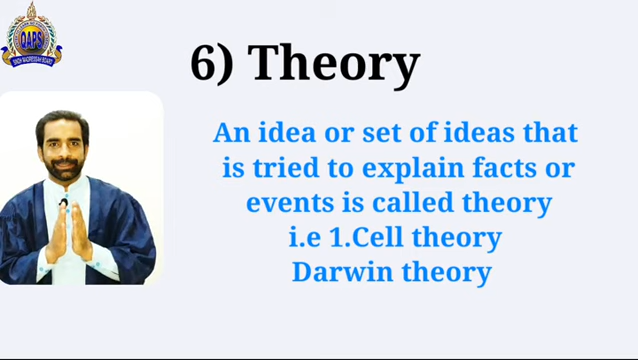 QAPS
6) Theory
An idea or set of ideas that
is tried to explain facts or
events is called theory
i.e 1.Cell theory
Darwin theory